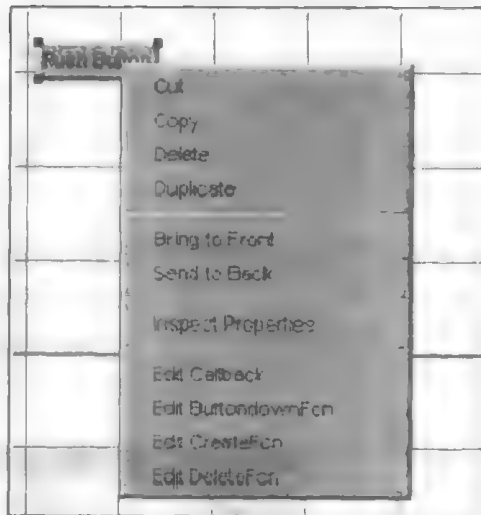 Push Button
Cut
Copy
Delete
Duplicate
Bring to Front
Send to Back
Inspect Properties
Edit Callback
Edit ButtondownFcn
Edit CreateFcn
Edit DeleteFcn